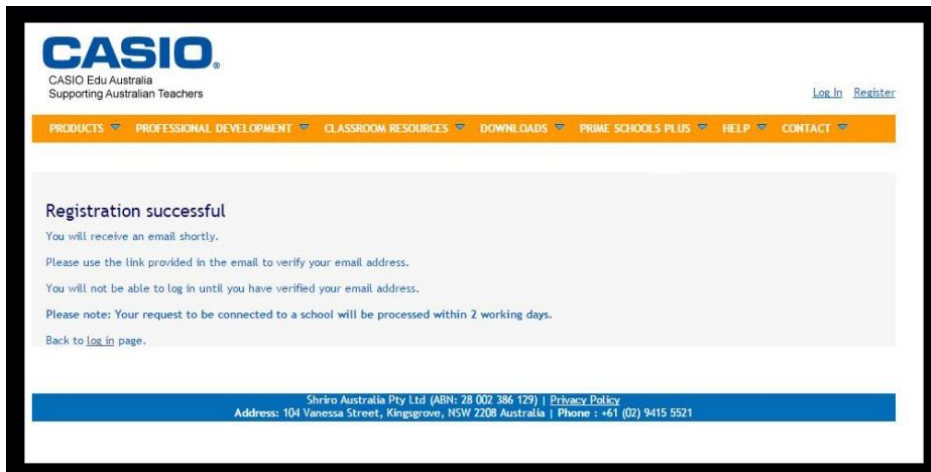 CASIO®
CASIO Edu Australia
Supporting Australian Teachers
Log In Register
PRODUCTS PROFESSIONAL DEVELOPMENT CLASSROOM RESOURCES DOWNLOADS PRIME SCHOOLS PLUS HELP CONTACT
Registration successful
You will receive an email shortly.
Please use the link provided in the email to verify your email address.
You will not be able to log in until you have verified your email address.
Please note: Your request to be connected to a school will be processed within 2 working days.
Back to log in page.
Shriro Australia Pty Ltd (ABN: 28 002 386 129) | Privacy Policy
Address: 104 Vanessa Street, Kingsgrove, NSW 2208 Australia | Phone : +61 (02) 9415 5521